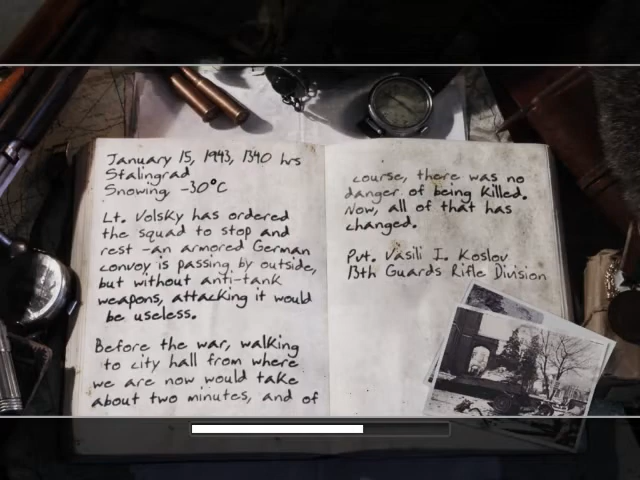 January 15, 1943, 1340 hrs
Stalingrad
Snowing, -30°C
Lt. Volsky has ordered
the squad to stop and
rest -an armored German
convoy is passing by outside,
but without anti-tank
weapons, attacking it would
be useless.
Before the war, walking
to city hall from where
we are now would take
about two minutes, and of
course, there was no
danger of being killed.
Now, all of that has
changed.
Pvt. Vasili I. Koslov
13th Guards Rifle Division